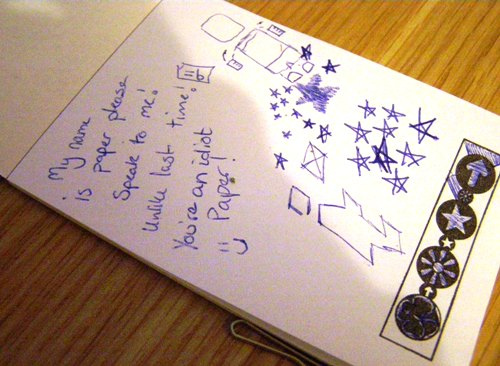 My name
is paper please
Speak to me!
Unlike last time!
You're an idiot
Paper!